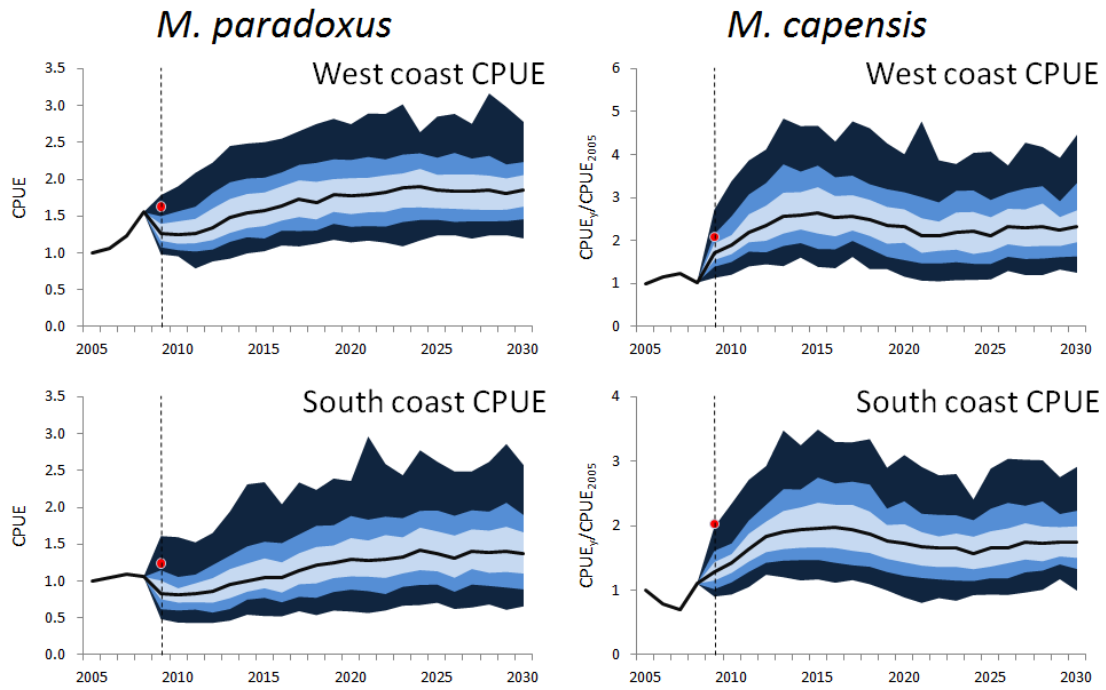 M. paradoxus
M. capensis
West coast CPUE
3.5
3.0
2.5
2.0
1.5
1.0
0.5
0.0
CPUE
2005 2010 2015 2020 2025 2030
West coast CPUE
6
5
4
3
2
1
0
CPUEy/CPUE2005
2005 2010 2015 2020 2025 2030
South coast CPUE
3.5
3.0
2.5
2.0
1.5
1.0
0.5
0.0
CPUE
2005 2010 2015 2020 2025 2030
South coast CPUE
4
3
2
1
0
CPUEy/CPUE2005
2005 2010 2015 2020 2025 2030